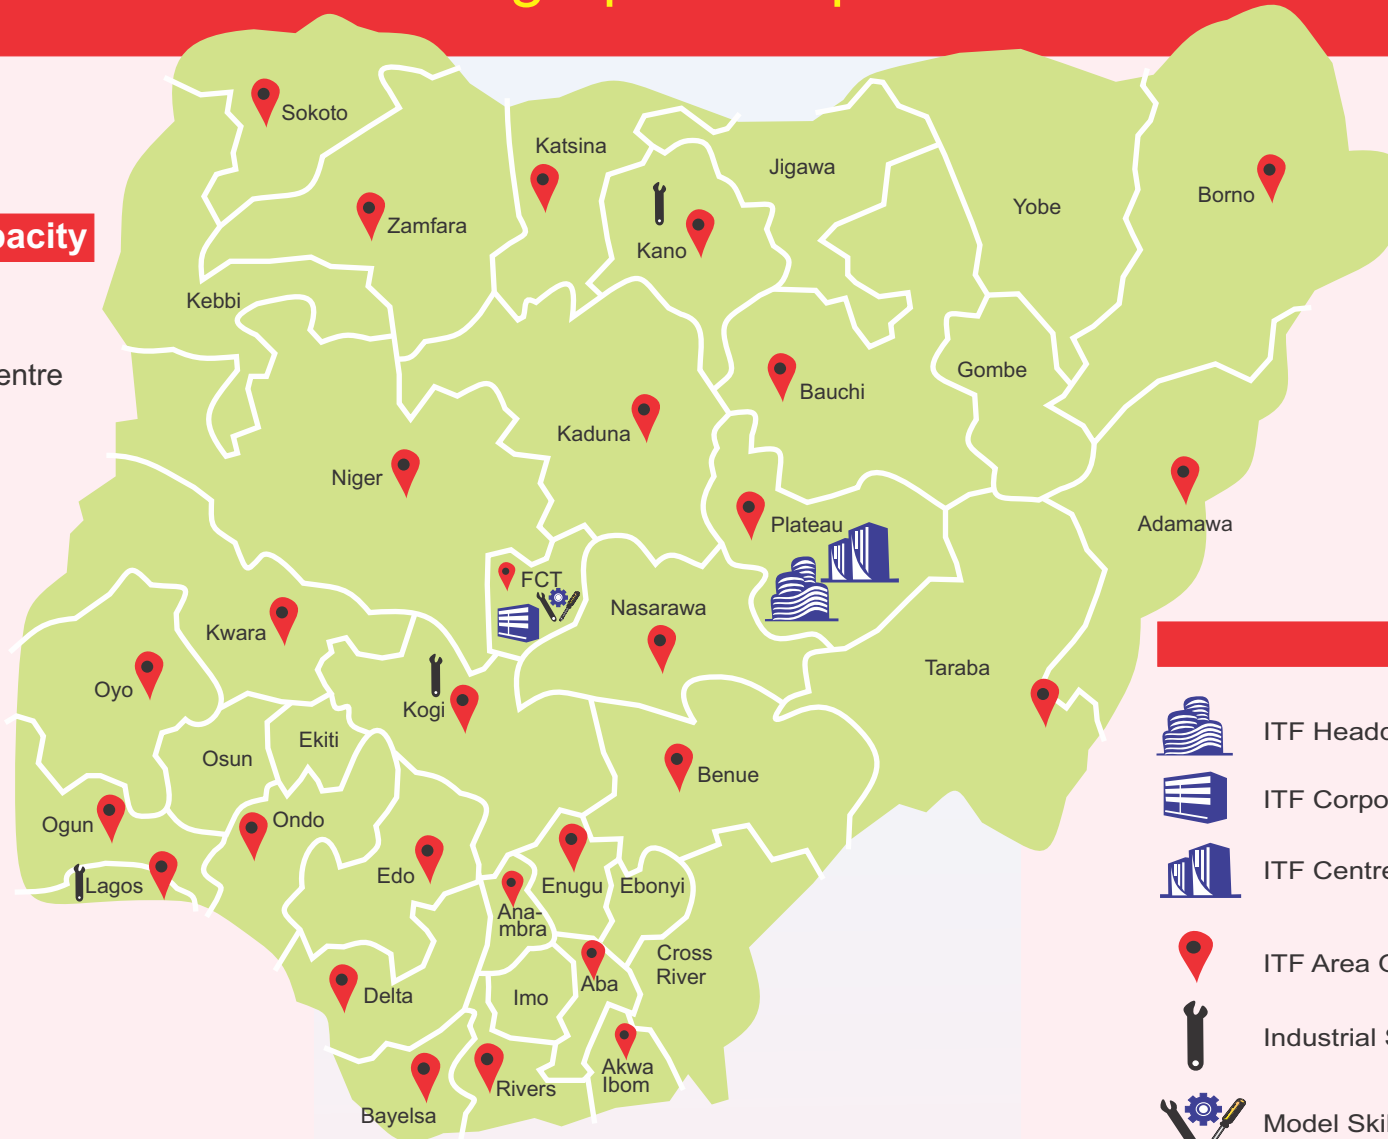 Sokoto
Katsina
Jigawa
Yobe
Borno
Zamfara
Kano
pacity
Kebbi
entre
Gombe
Bauchi
Kaduna
Niger
Plateau
Adamawa
FCT
Nasarawa
Kwara
Taraba
Oyo
Kogi
Ekiti
Osun
Benue
Ogun
Ondo
Edo
Lagos
Enugu
Ebonyi
Ana-
mbra
Cross
River
Aba
Delta
Imo
Akwa
Ibom
Rivers
Bayelsa
ITF Head
ITF Corpo
ITF Centre
ITF Area
Industrial
Model Skil